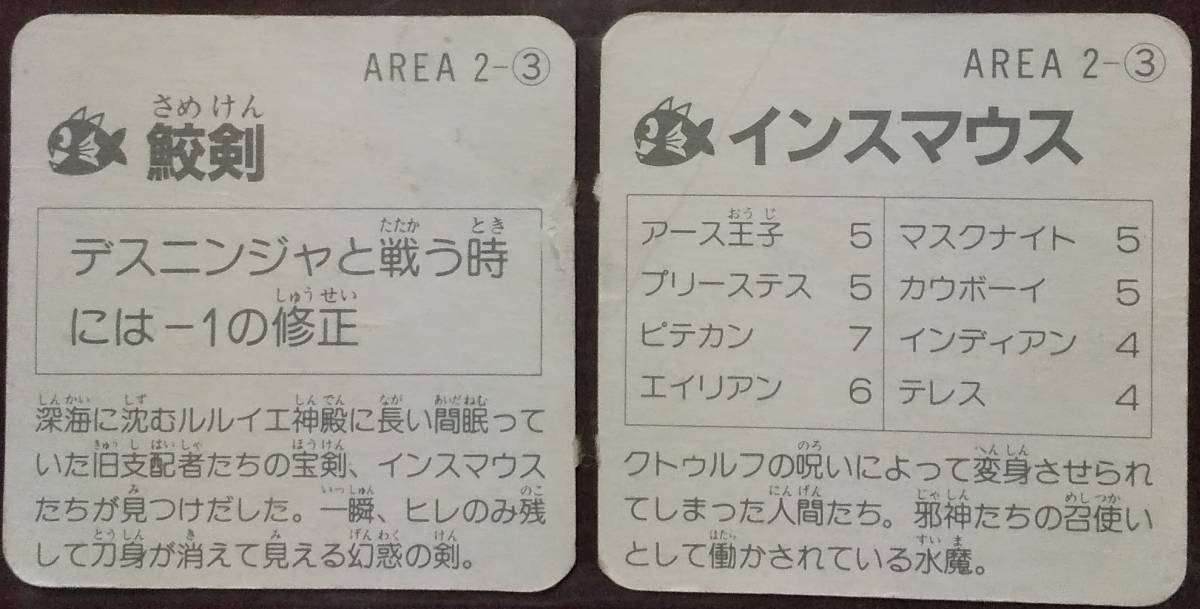 AREA 2-③
さめけん
鮫剣
たたか とき
デスニンジャと戦う時
しゅうせい
には−1の修正
しんかい しず しんでん なが あいだねむ
深海に沈むルルイエ神殿に長い間眠って
きゅうしはいしゃ ほうけん
いた旧支配者たちの宝剣、インスマウス
み いっしゅん のこ
たちが見つけだした。一瞬、ヒレのみ残
とうしん き み げんわく けん
して刀身が消えて見える幻惑の剣。
AREA 2-③
インスマウス
おうじ
アース王子 5 マスクナイト 5
プリーステス 5 カウボーイ 5
ピテカン 7 インディアン 4
エイリアン 6 テレス 4
のろ へんしん
クトゥルフの呪いによって変身させられ
にんげん じゃしん めしつか
てしまった人間たち。邪神たちの召使い
はたら すいま
として働かされている水魔。